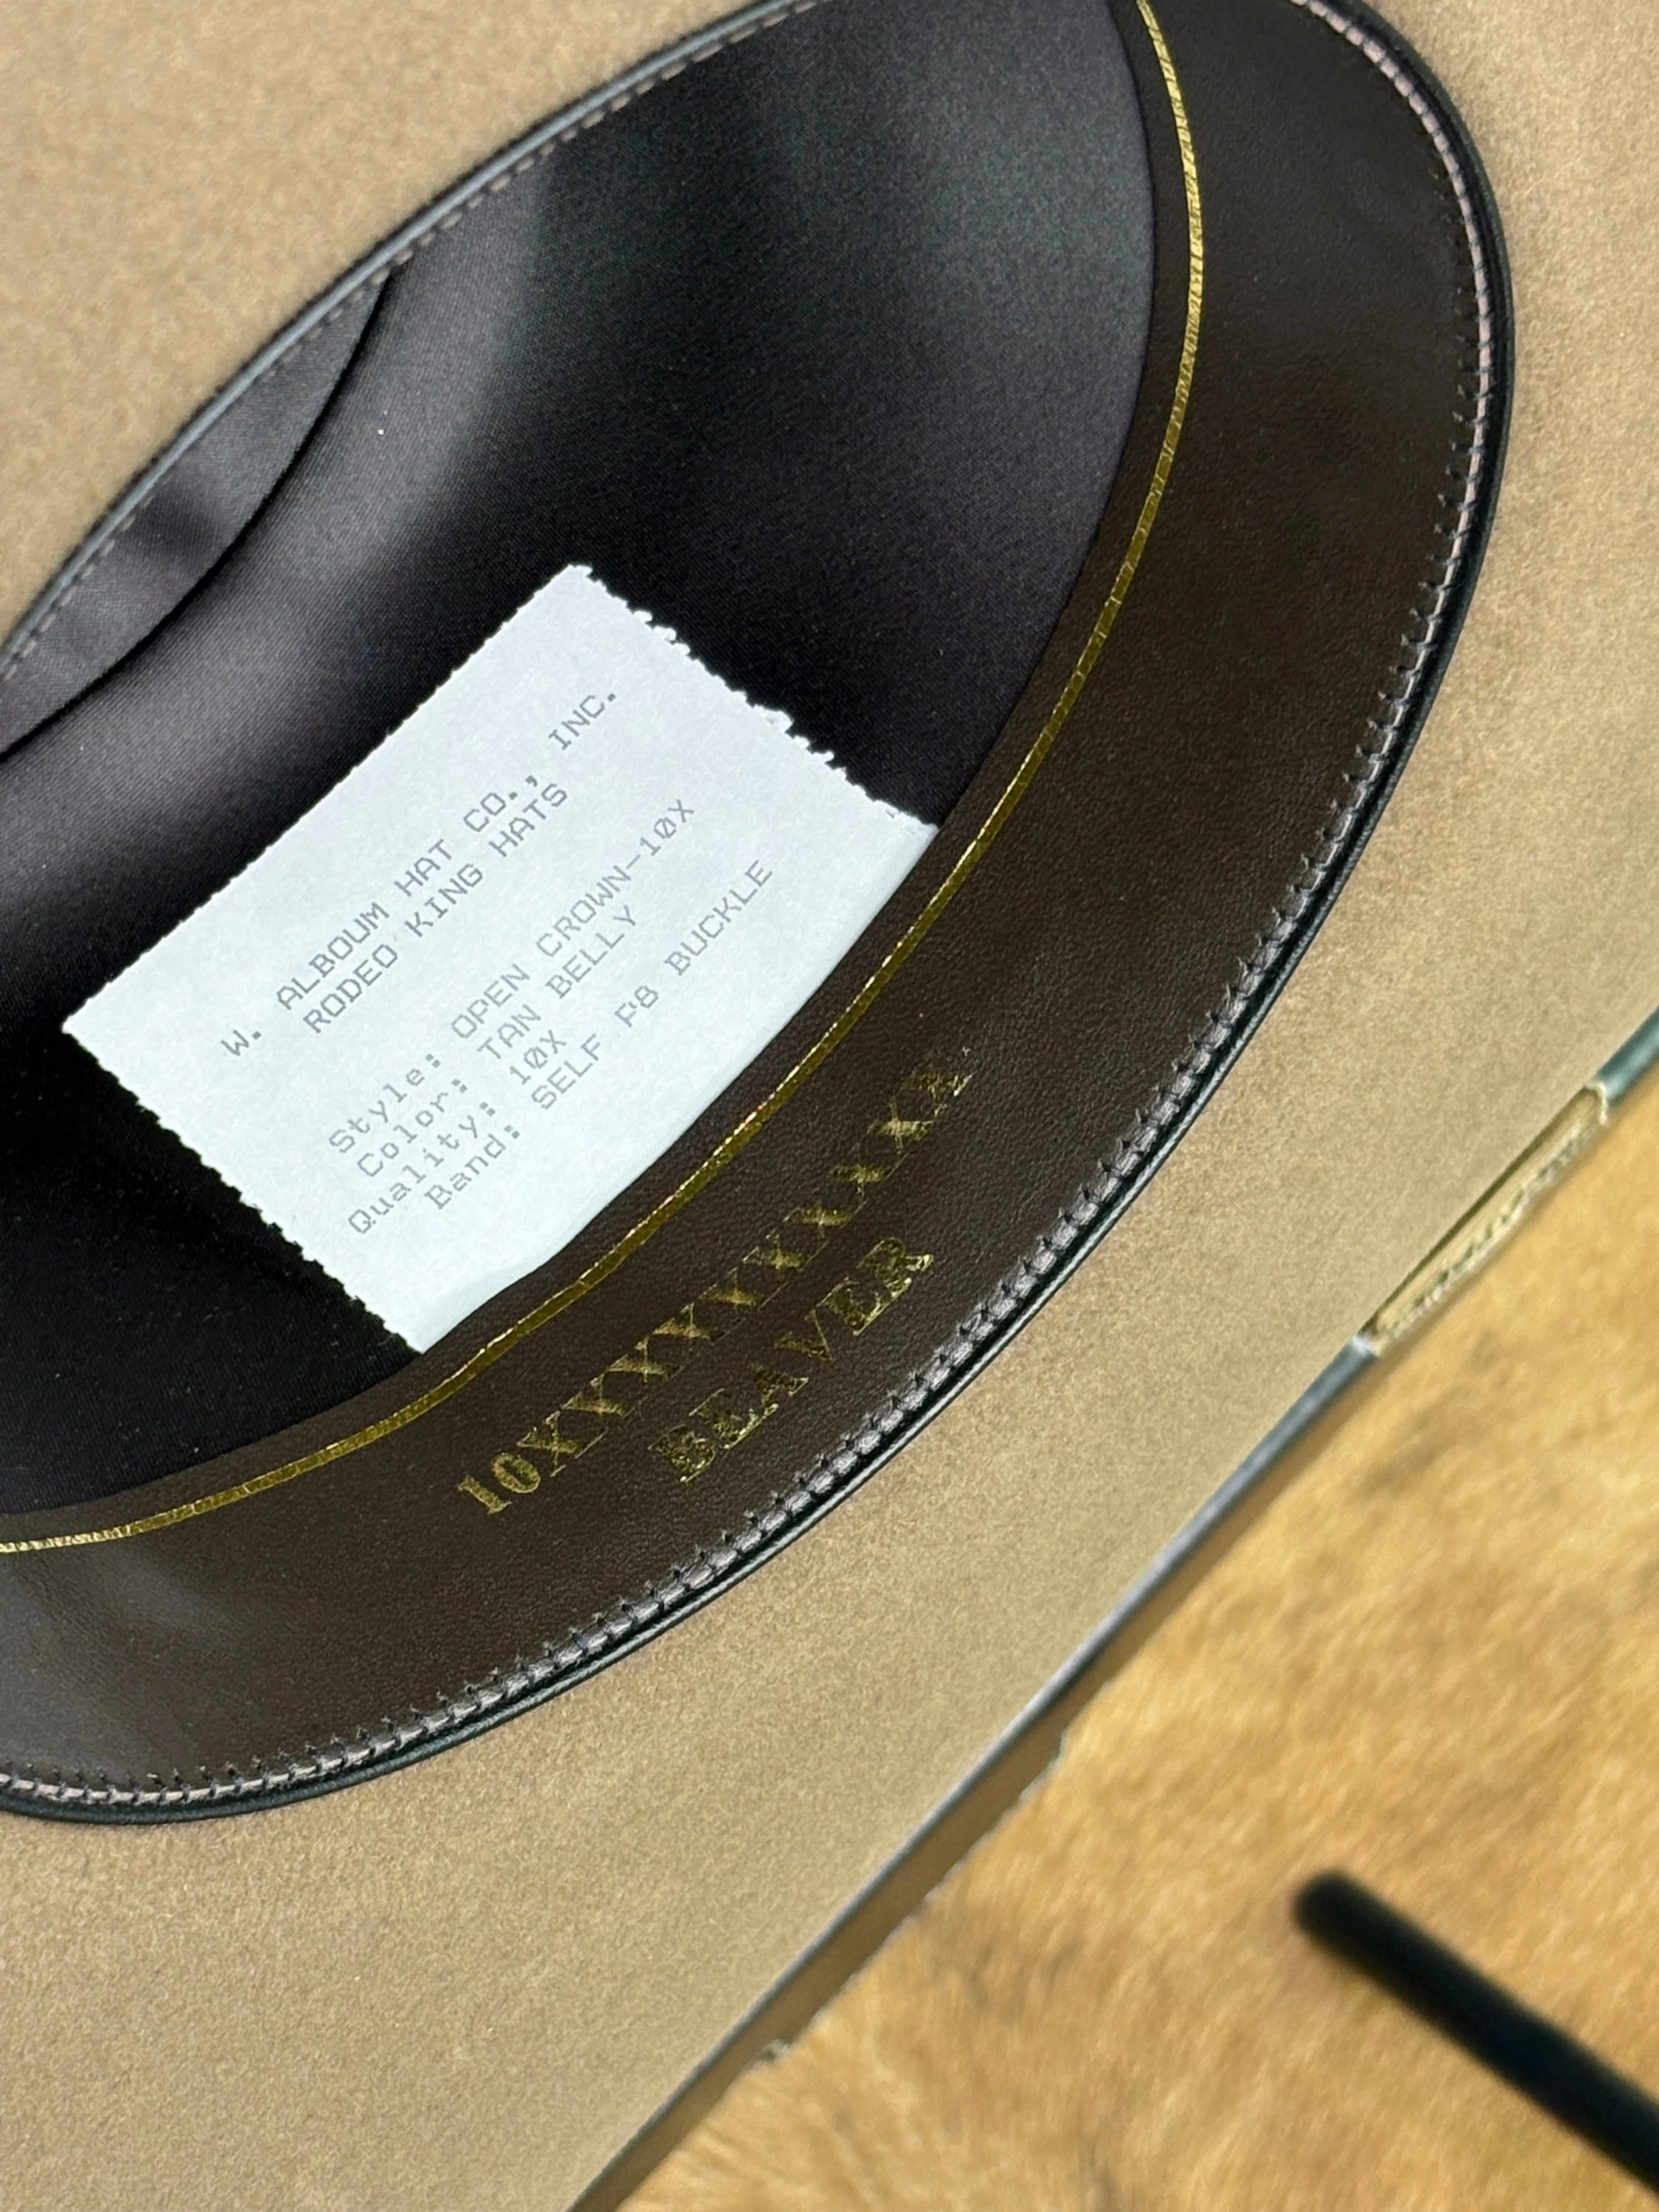 W. ALBOUM HAT CO., INC.
RODEO KING HATS
Style: OPEN CROWN-10X
Color: TAN BELLY
Quality: 10X
Band: SELF P8 BUCKLE
10XXXXXXXXXX
BEAVER